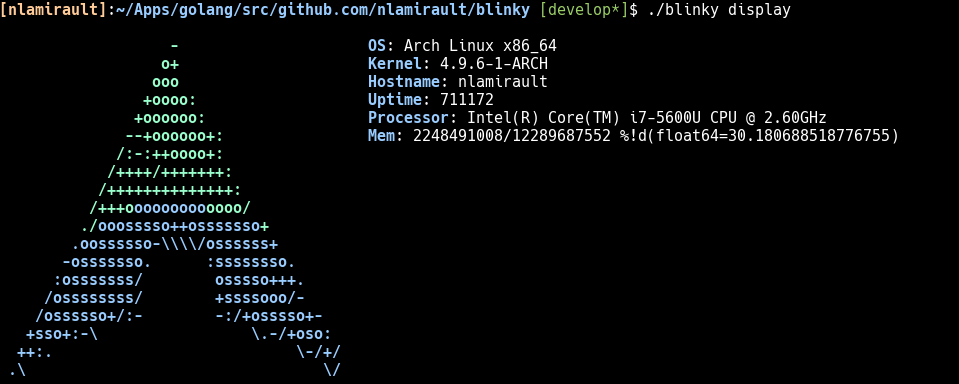 [nlamirault]:~/Apps/golang/src/github.com/nlamirault/blinky [develop*]$ ./blinky display
                   -                     OS: Arch Linux x86_64
                  o+                     Kernel: 4.9.6-1-ARCH
                 ooo                     Hostname: nlamirault
                +oooo:                   Uptime: 711172
               +oooooo:                  Processor: Intel(R) Core(TM) i7-5600U CPU @ 2.60GHz
              --+oooooo+:                Mem: 2248491008/12289687552 %!d(float64=30.180688518776755)
             /:-:++oooo+:
            /++++/+++++++:
           /++++++++++++++:
          /+++ooooooooooooo/
         ./ooosssso++osssssso+
        .oossssso-\\\\/ossssss+
       -osssssso.      :ssssssso.
      :osssssss/        osssso+++.
     /ossssssss/        +ssssooo/-
    /ossssso+/:-        -:/+osssso+-
   +sso+:-\                 \.-/+oso:
  ++:.                           \-/+/
 .\                                 \/